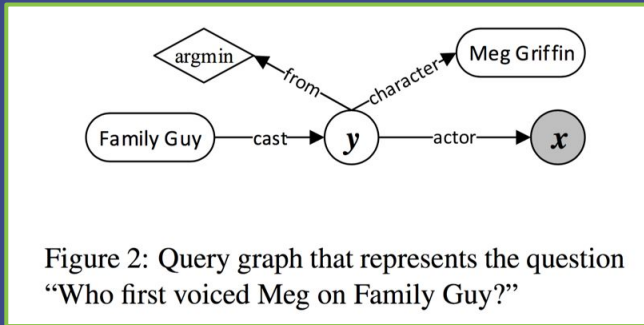 argmin
Meg Griffin
from
character
Family Guy
cast
y
actor
x
Figure 2: Query graph that represents the question
“Who first voiced Meg on Family Guy?”